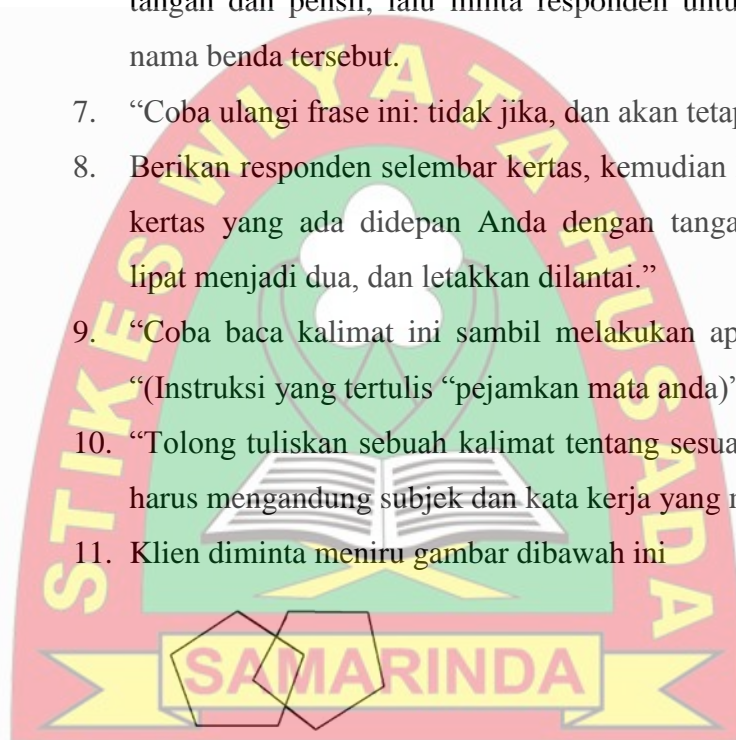 tangan dan pensil, lalu minta responden untu
nama benda tersebut.
7. “Coba ulangi frase ini: tidak jika, dan akan tetap
8. Berikan responden selembar kertas, kemudian
kertas yang ada didepan Anda dengan tanga
lipat menjadi dua, dan letakkan dilantai.”
9. “Coba baca kalimat ini sambil melakukan ap
“(Instruksi yang tertulis “pejamkan mata anda)”
10. “Tolong tuliskan sebuah kalimat tentang sesua
harus mengandung subjek dan kata kerja yang
11. Klien diminta meniru gambar dibawah ini
STIKES WIYATA HUSADA
SAMARINDA